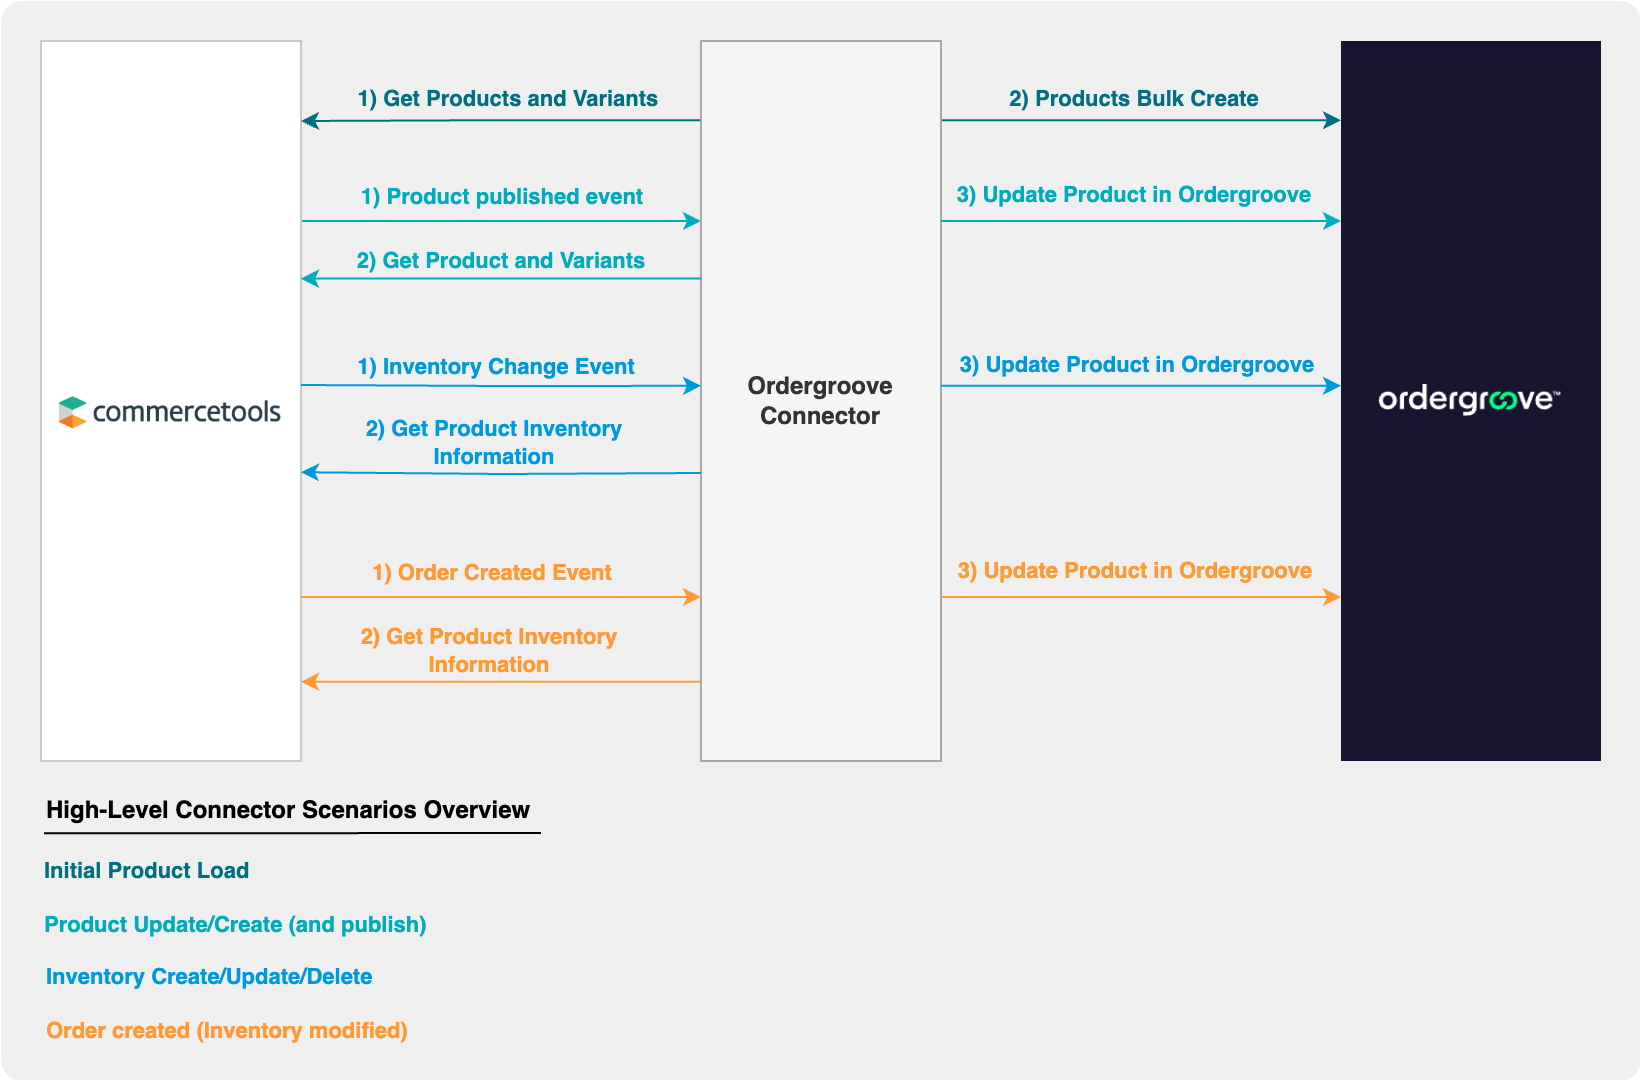 1) Get Products and Variants
2) Products Bulk Create
1) Product published event
3) Update Product in Ordergroove
2) Get Product and Variants
1) Inventory Change Event
3) Update Product in Ordergroove
Ordergroove
Connector
commercetools
ordergroove™
2) Get Product Inventory
Information
1) Order Created Event
3) Update Product in Ordergroove
2) Get Product Inventory
Information
High-Level Connector Scenarios Overview
Initial Product Load
Product Update/Create (and publish)
Inventory Create/Update/Delete
Order created (Inventory modified)